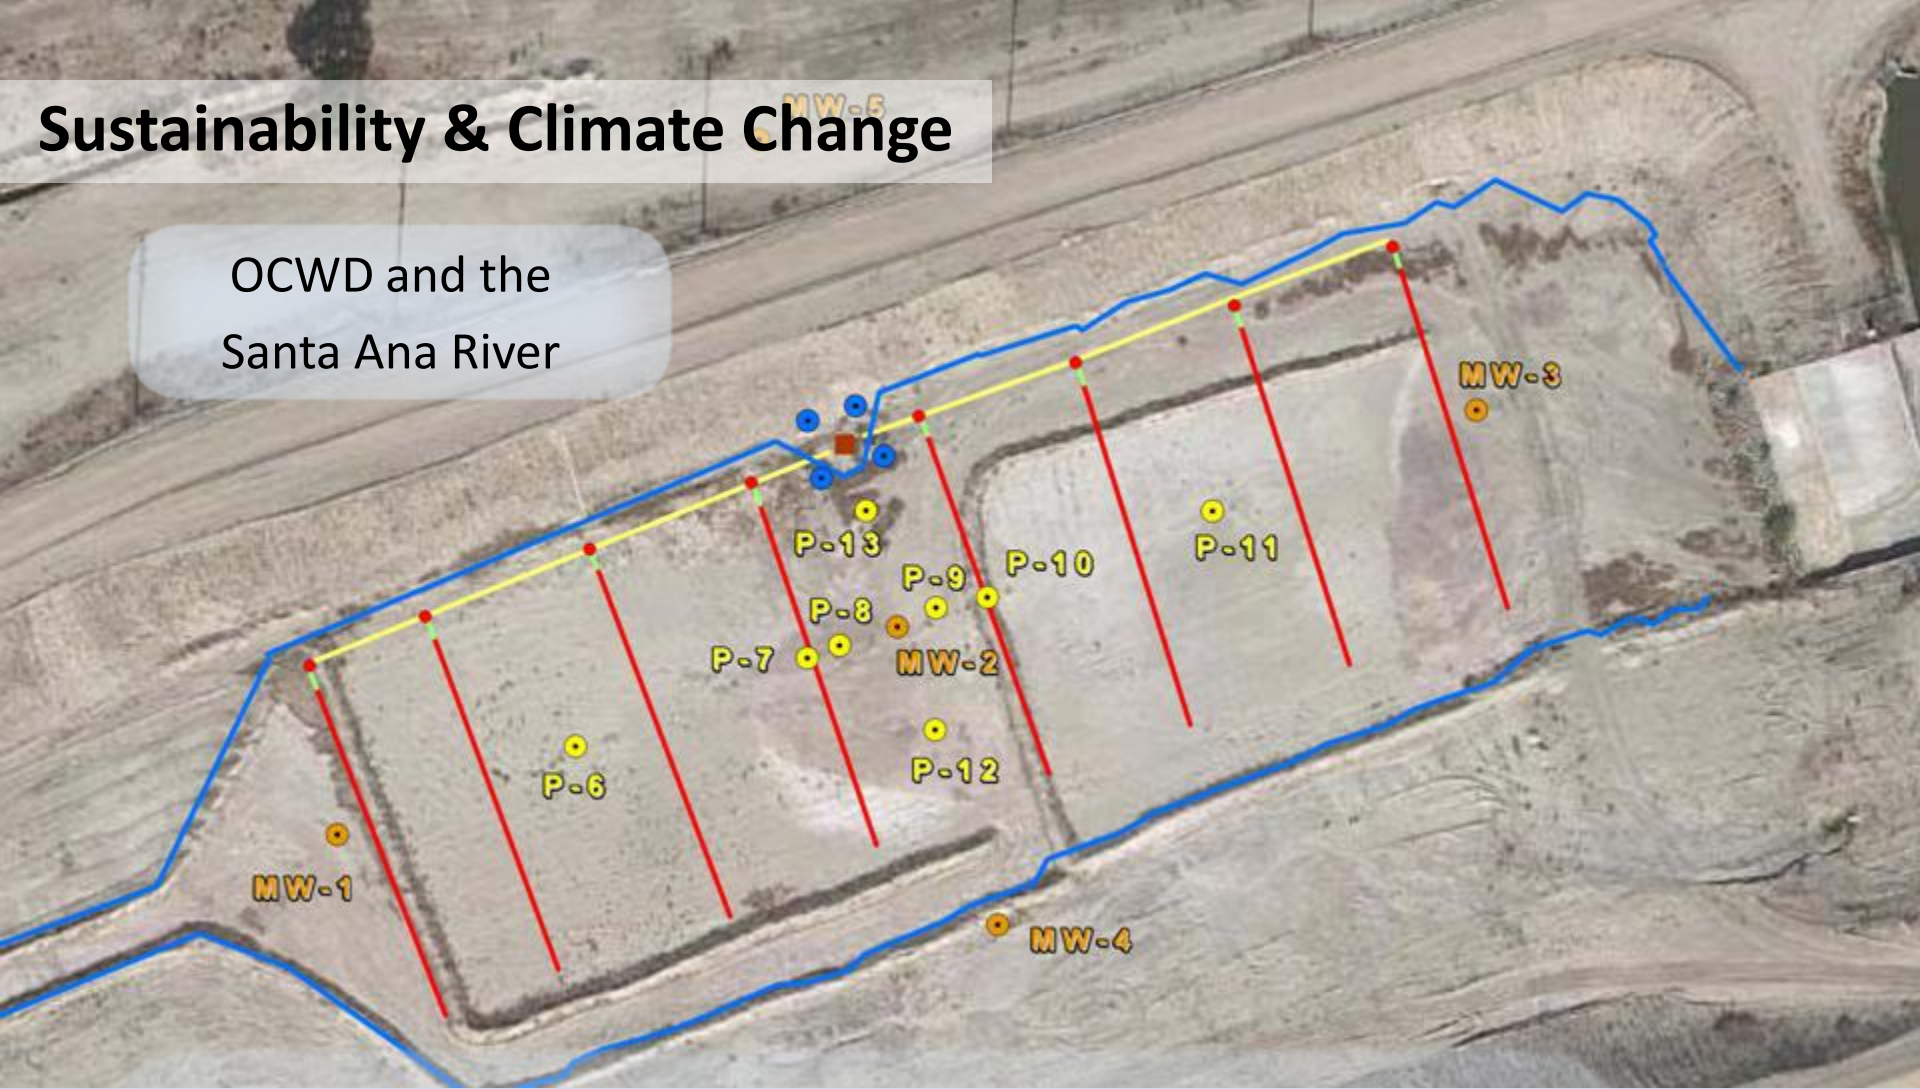 MW-5
Sustainability & Climate Change
OCWD and the
Santa Ana River
MW-3
P-13
P-11
P-10
P-9
P-8
P-7
MW-2
P-12
P-6
MW-1
MW-4